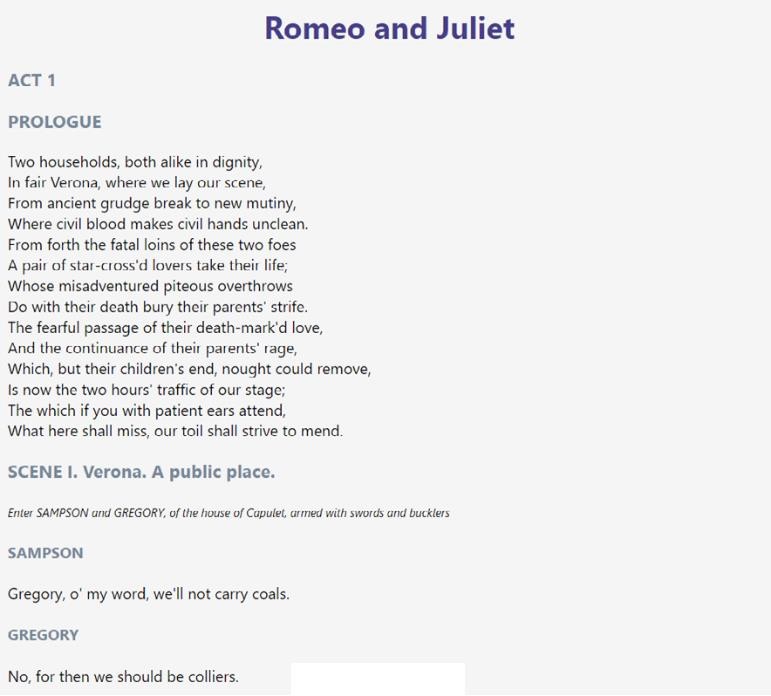 Romeo and Juliet
ACT 1
PROLOGUE
Two households, both alike in dignity,
In fair Verona, where we lay our scene,
From ancient grudge break to new mutiny,
Where civil blood makes civil hands unclean.
From forth the fatal loins of these two foes
A pair of star-cross'd lovers take their life;
Whose misadventured piteous overthrows
Do with their death bury their parents' strife.
The fearful passage of their death-mark'd love,
And the continuance of their parents' rage,
Which, but their children's end, nought could remove,
Is now the two hours' traffic of our stage;
The which if you with patient ears attend,
What here shall miss, our toil shall strive to mend.
SCENE I. Verona. A public place.
Enter SAMPSON and GREGORY, of the house of Capulet, armed with swords and bucklers
SAMPSON
Gregory, o' my word, we'll not carry coals.
GREGORY
No, for then we should be colliers.